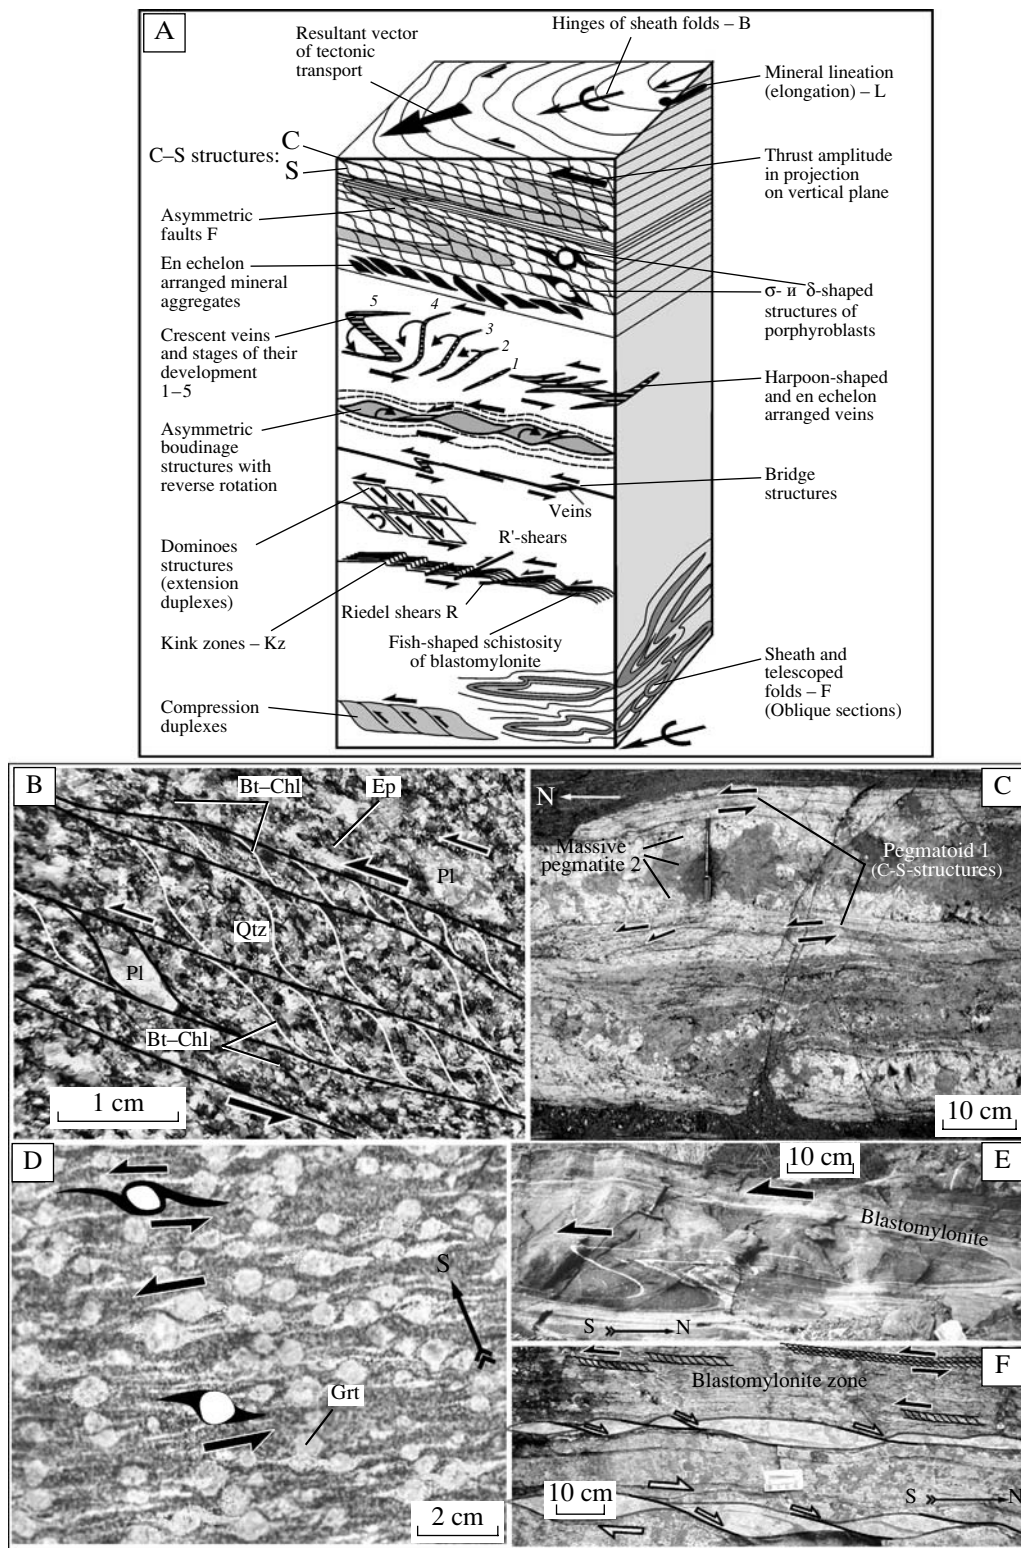 A
Hinges of sheath folds – B
Resultant vector
of tectonic
transport
Mineral lineation
(elongation) – L
C–S structures:
C
S
Thrust amplitude
in projection
on vertical plane
Asymmetric
faults F
En echelon
arranged mineral
aggregates
σ- и δ-shaped
structures of
porphyroblasts
5
4
3
2
1
Crescent veins
and stages of their
development
1–5
Harpoon-shaped
and en echelon
arranged veins
Asymmetric
boudinage
structures with
reverse rotation
Bridge
structures
Veins
R'-shears
Dominoes
structures
(extension
duplexes)
Riedel shears R
Kink zones – Kz
Fish-shaped schistosity
of blastomylonite
Sheath and
telescoped
folds – F
(Oblique sections)
Compression
duplexes
B
Bt–Chl
Ep
Pl
Qtz
Pl
Bt–Chl
1 cm
C
N
Massive
pegmatite 2
Pegmatoid 1
(C-S-structures)
10 cm
D
S
Grt
2 cm
E
10 cm
Blastomylonite
S
N
F
Blastomylonite zone
10 cm
S
N